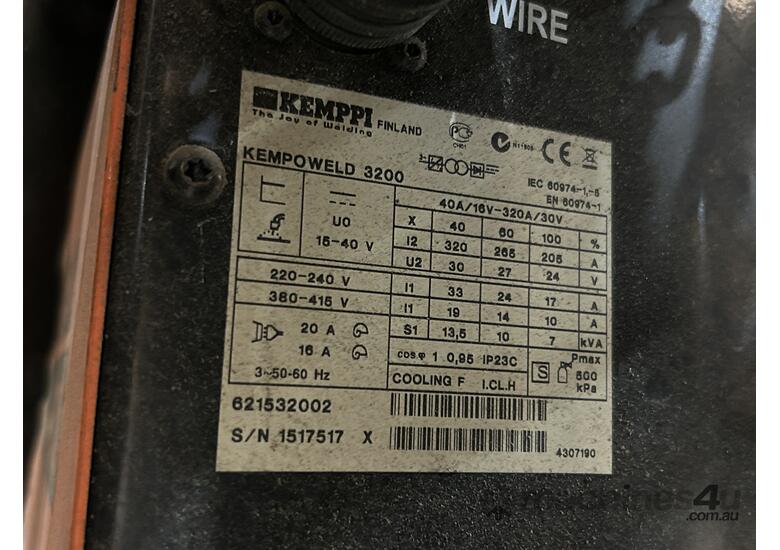 WIRE
KEMPPI FINLAND
The Joy of Welding
CE
KEMPOWELD 3200
IEC 60974-1,-5
EN 60974-1
40A/16V-320A/30V
U0
15-40 V
X 40 60 100 %
I2 320 265 205 A
U2 30 27 24 V
220-240 V I1 33 24 17 A
380-415 V I1 19 14 10 A
20 A S1 13,5 10 7 kVA
16 A cosφ 1 0,95 IP23C S Pmax
600
kPa
3~50-60 Hz COOLING F I.CL.H
621532002
S/N 1517517 X
4307190
machines4u
.com.au